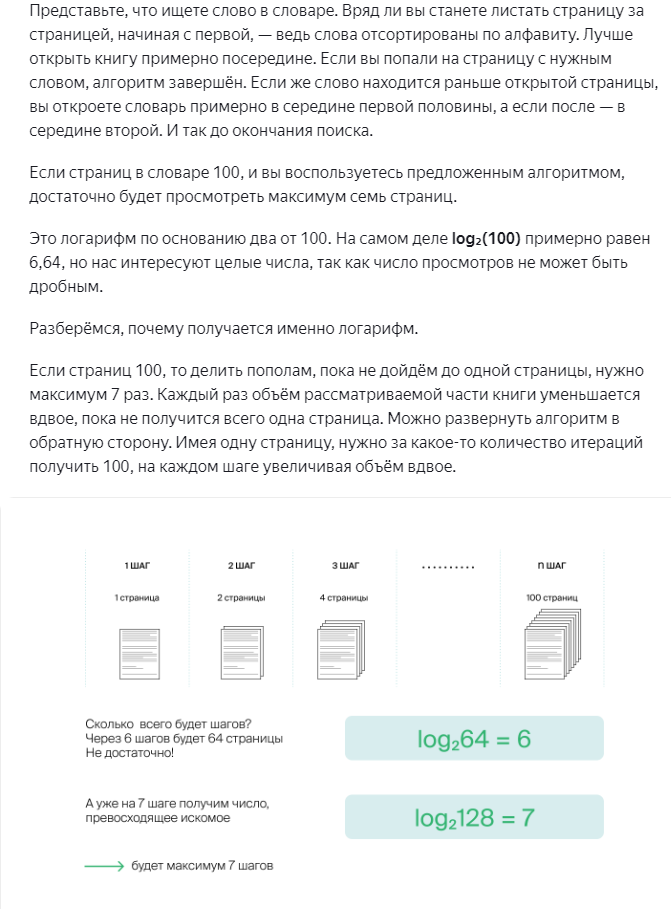 Представьте, что ищете слово в словаре. Вряд ли вы станете листать страницу за
страницей, начиная с первой, — ведь слова отсортированы по алфавиту. Лучше
открыть книгу примерно посередине. Если вы попали на страницу с нужным
словом, алгоритм завершён. Если же слово находится раньше открытой страницы,
вы откроете словарь примерно в середине первой половины, а если после — в
середине второй. И так до окончания поиска.
Если страниц в словаре 100, и вы воспользуетесь предложенным алгоритмом,
достаточно будет просмотреть максимум семь страниц.
Это логарифм по основанию два от 100. На самом деле log₂(100) примерно равен
6,64, но нас интересуют целые числа, так как число просмотров не может быть
дробным.
Разберёмся, почему получается именно логарифм.
Если страниц 100, то делить пополам, пока не дойдём до одной страницы, нужно
максимум 7 раз. Каждый раз объём рассматриваемой части книги уменьшается
вдвое, пока не получится всего одна страница. Можно развернуть алгоритм в
обратную сторону. Имея одну страницу, нужно за какое-то количество итераций
получить 100, на каждом шаге увеличивая объём вдвое.
1 ШАГ 2 ШАГ 3 ШАГ .......... n ШАГ
1 страница 2 страницы 4 страницы 100 страниц
Сколько всего будет шагов?
Через 6 шагов будет 64 страницы
Не достаточно!
log₂64 = 6
А уже на 7 шаге получим число,
превосходящее искомое
log₂128 = 7
будет максимум 7 шагов